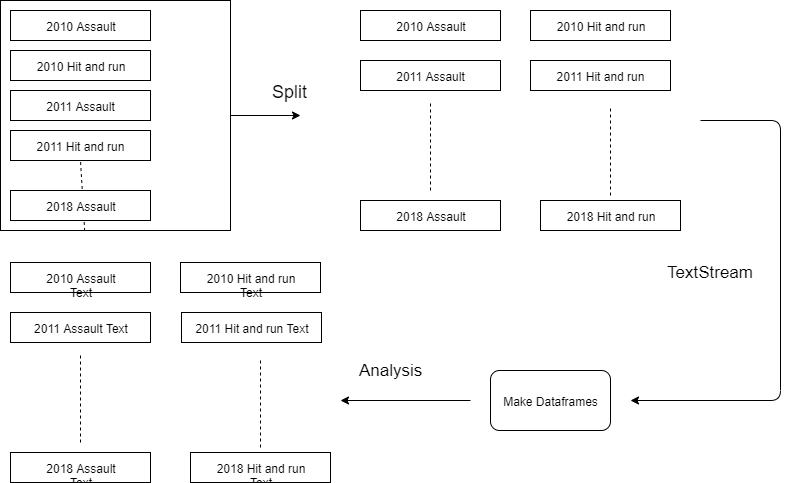 2010 Assault
2010 Hit and run
2011 Assault
2011 Hit and run
2018 Assault
Split
2010 Assault
2010 Hit and run
2011 Assault
2011 Hit and run
2018 Assault
2018 Hit and run
TextStream
Make Dataframes
Analysis
2010 Assault
Text
2010 Hit and run
Text
2011 Assault Text
2011 Hit and run Text
2018 Assault
Text
2018 Hit and run
Text